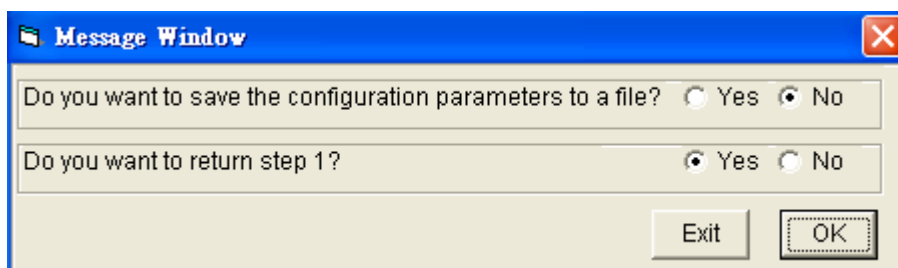 Message Window
Do you want to save the configuration parameters to a file? Yes No
Do you want to return step 1? Yes No
Exit OK